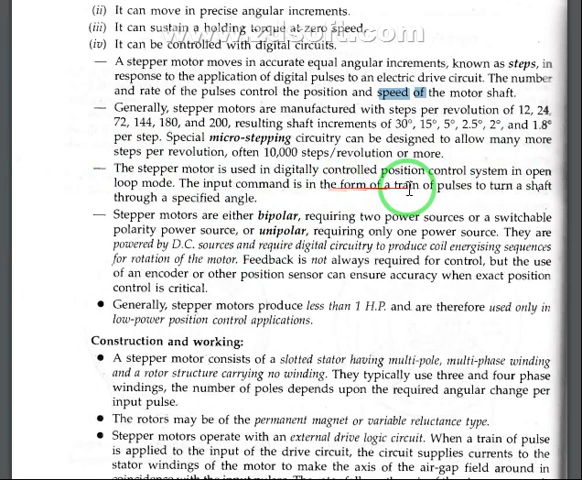 (ii) It can move in precise angular increments.
(iii) It can sustain a holding torque at zero speed.
(iv) It can be controlled with digital circuits.
— A stepper motor moves in accurate equal angular increments, known as steps, in
response to the application of digital pulses to an electric drive circuit. The number
and rate of the pulses control the position and speed of the motor shaft.
— Generally, stepper motors are manufactured with steps per revolution of 12, 24,
72, 144, 180, and 200, resulting shaft increments of 30°, 15°, 5°, 2.5°, 2°, and 1.8°
per step. Special micro-stepping circuitry can be designed to allow many more
steps per revolution, often 10,000 steps/revolution or more.
— The stepper motor is used in digitally controlled position control system in open
loop mode. The input command is in the form of a train of pulses to turn a shaft
through a specified angle.
— Stepper motors are either bipolar, requiring two power sources or a switchable
polarity power source, or unipolar, requiring only one power source. They are
powered by D.C. sources and require digital circuitry to produce coil energising sequences
for rotation of the motor. Feedback is not always required for control, but the use
of an encoder or other position sensor can ensure accuracy when exact position
control is critical.
● Generally, stepper motors produce less than 1 H.P. and are therefore used only in
low-power position control applications.
Construction and working:
● A stepper motor consists of a slotted stator having multi-pole, multi-phase winding
and a rotor structure carrying no winding. They typically use three and four phase
windings, the number of poles depends upon the required angular change per
input pulse.
● The rotors may be of the permanent magnet or variable reluctance type.
● Stepper motors operate with an external drive logic circuit. When a train of pulse
is applied to the input of the drive circuit, the circuit supplies currents to the
stator windings of the motor to make the axis of the air-gap field around in